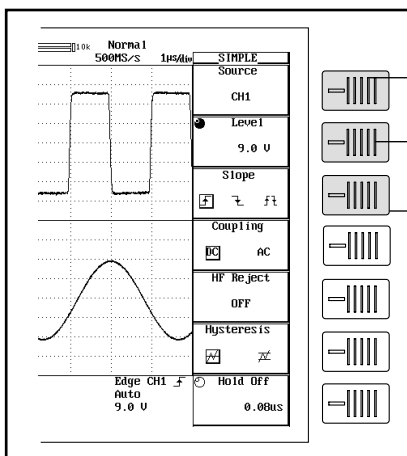 10k Normal
500MS/s 1µs/div
SIMPLE
Source
CH1
Level
9.0 V
Slope
Coupling
DC AC
HF Reject
OFF
Hysteresis
Edge CH1
Auto
9.0 V
Hold Off
0.08us